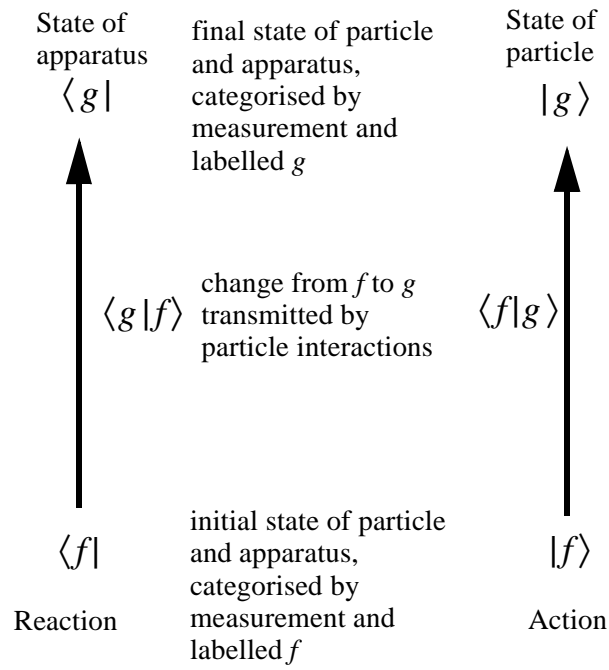 State of
apparatus
⟨g|
final state of particle
and apparatus,
categorised by
measurement and
labelled g
State of
particle
|g⟩
⟨g|f⟩
change from f to g
transmitted by
particle interactions
⟨f|g⟩
⟨f|
Reaction
initial state of particle
and apparatus,
categorised by
measurement and
labelled f
|f⟩
Action